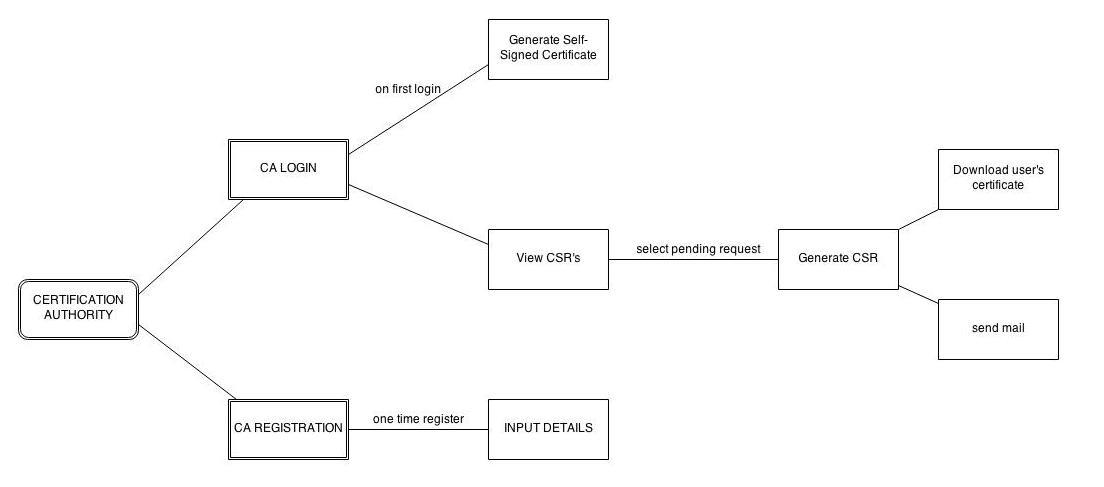 Generate Self-
Signed Certificate
on first login
CA LOGIN
Download user's
certificate
View CSR's
select pending request
Generate CSR
CERTIFICATION
AUTHORITY
send mail
CA REGISTRATION
one time register
INPUT DETAILS